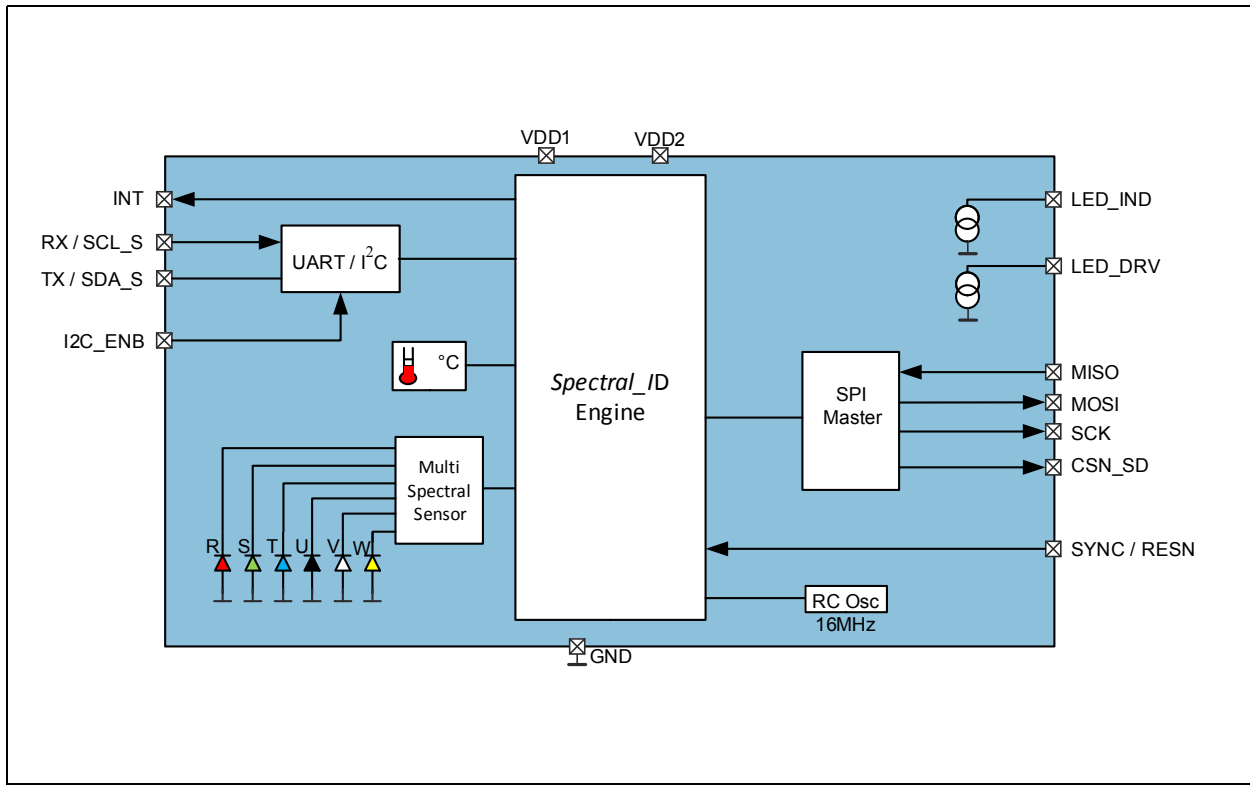 VDD1
VDD2
INT
RX / SCL_S
TX / SDA_S
I2C_ENB
UART / I²C
°C
Spectral_ID
Engine
Multi
Spectral
Sensor
R S T U V W
LED_IND
LED_DRV
SPI
Master
MISO
MOSI
SCK
CSN_SD
SYNC / RESN
RC Osc
16MHz
GND